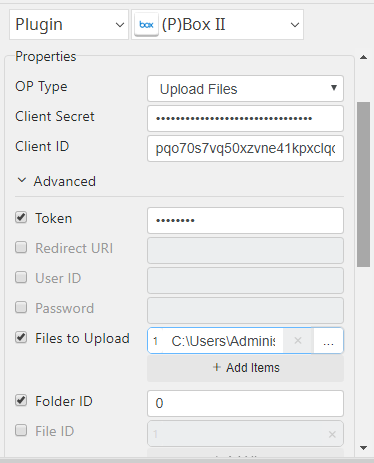 Plugin box (P)Box II
Properties
OP Type Upload Files
Client Secret ••••••••••••••••••••••••••••••••
Client ID pqo70s7vq50xzvne41kpxclqc
Advanced
Token ••••••••
Redirect URI
User ID
Password
Files to Upload 1 C:\Users\Adminis × ...
+ Add Items
Folder ID 0
File ID 1 ×